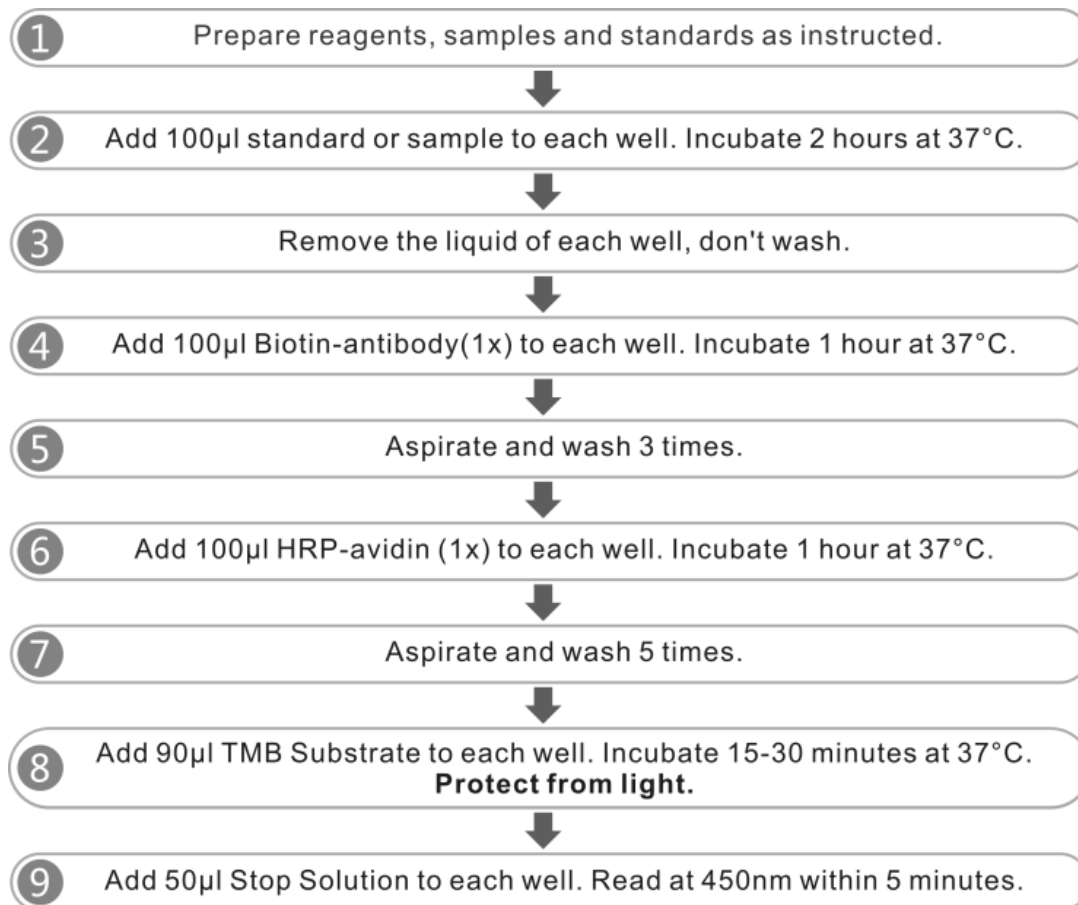 1 Prepare reagents, samples and standards as instructed.
2 Add 100μl standard or sample to each well. Incubate 2 hours at 37°C.
3 Remove the liquid of each well, don't wash.
4 Add 100μl Biotin-antibody(1x) to each well. Incubate 1 hour at 37°C.
5 Aspirate and wash 3 times.
6 Add 100μl HRP-avidin (1x) to each well. Incubate 1 hour at 37°C.
7 Aspirate and wash 5 times.
8 Add 90μl TMB Substrate to each well. Incubate 15-30 minutes at 37°C.
Protect from light.
9 Add 50μl Stop Solution to each well. Read at 450nm within 5 minutes.